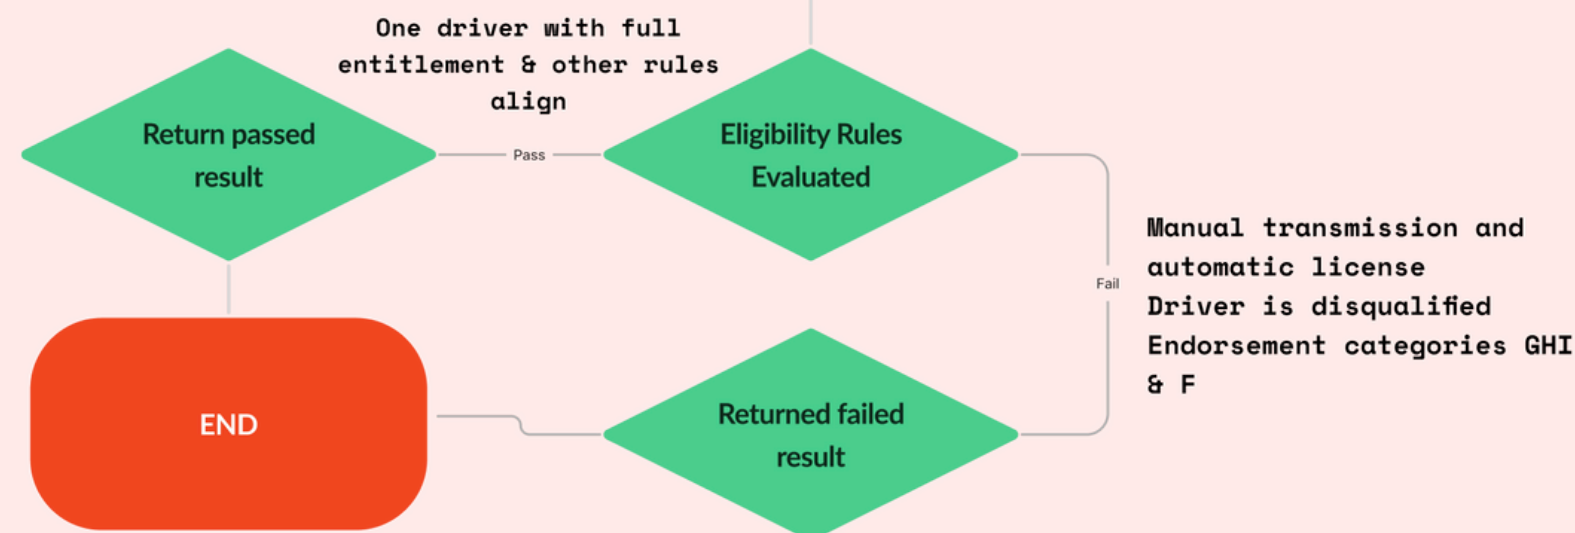 One driver with full
entitlement & other rules
align
Return passed
result
Pass
Eligibility Rules
Evaluated
Fail
Manual transmission and
automatic license
Driver is disqualified
Endorsement categories GHI
& F
END
Returned failed
result